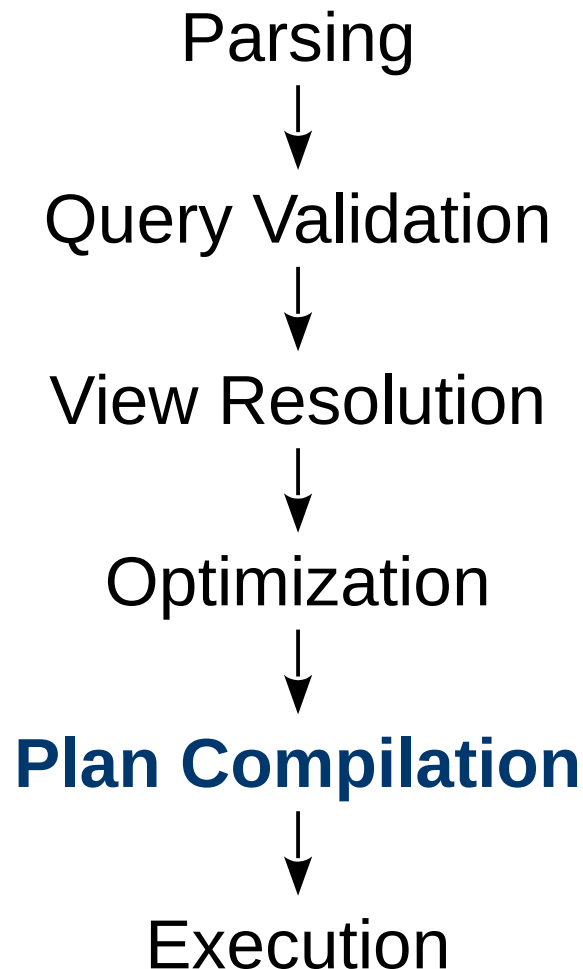 Parsing
Query Validation
View Resolution
Optimization
Plan Compilation
Execution